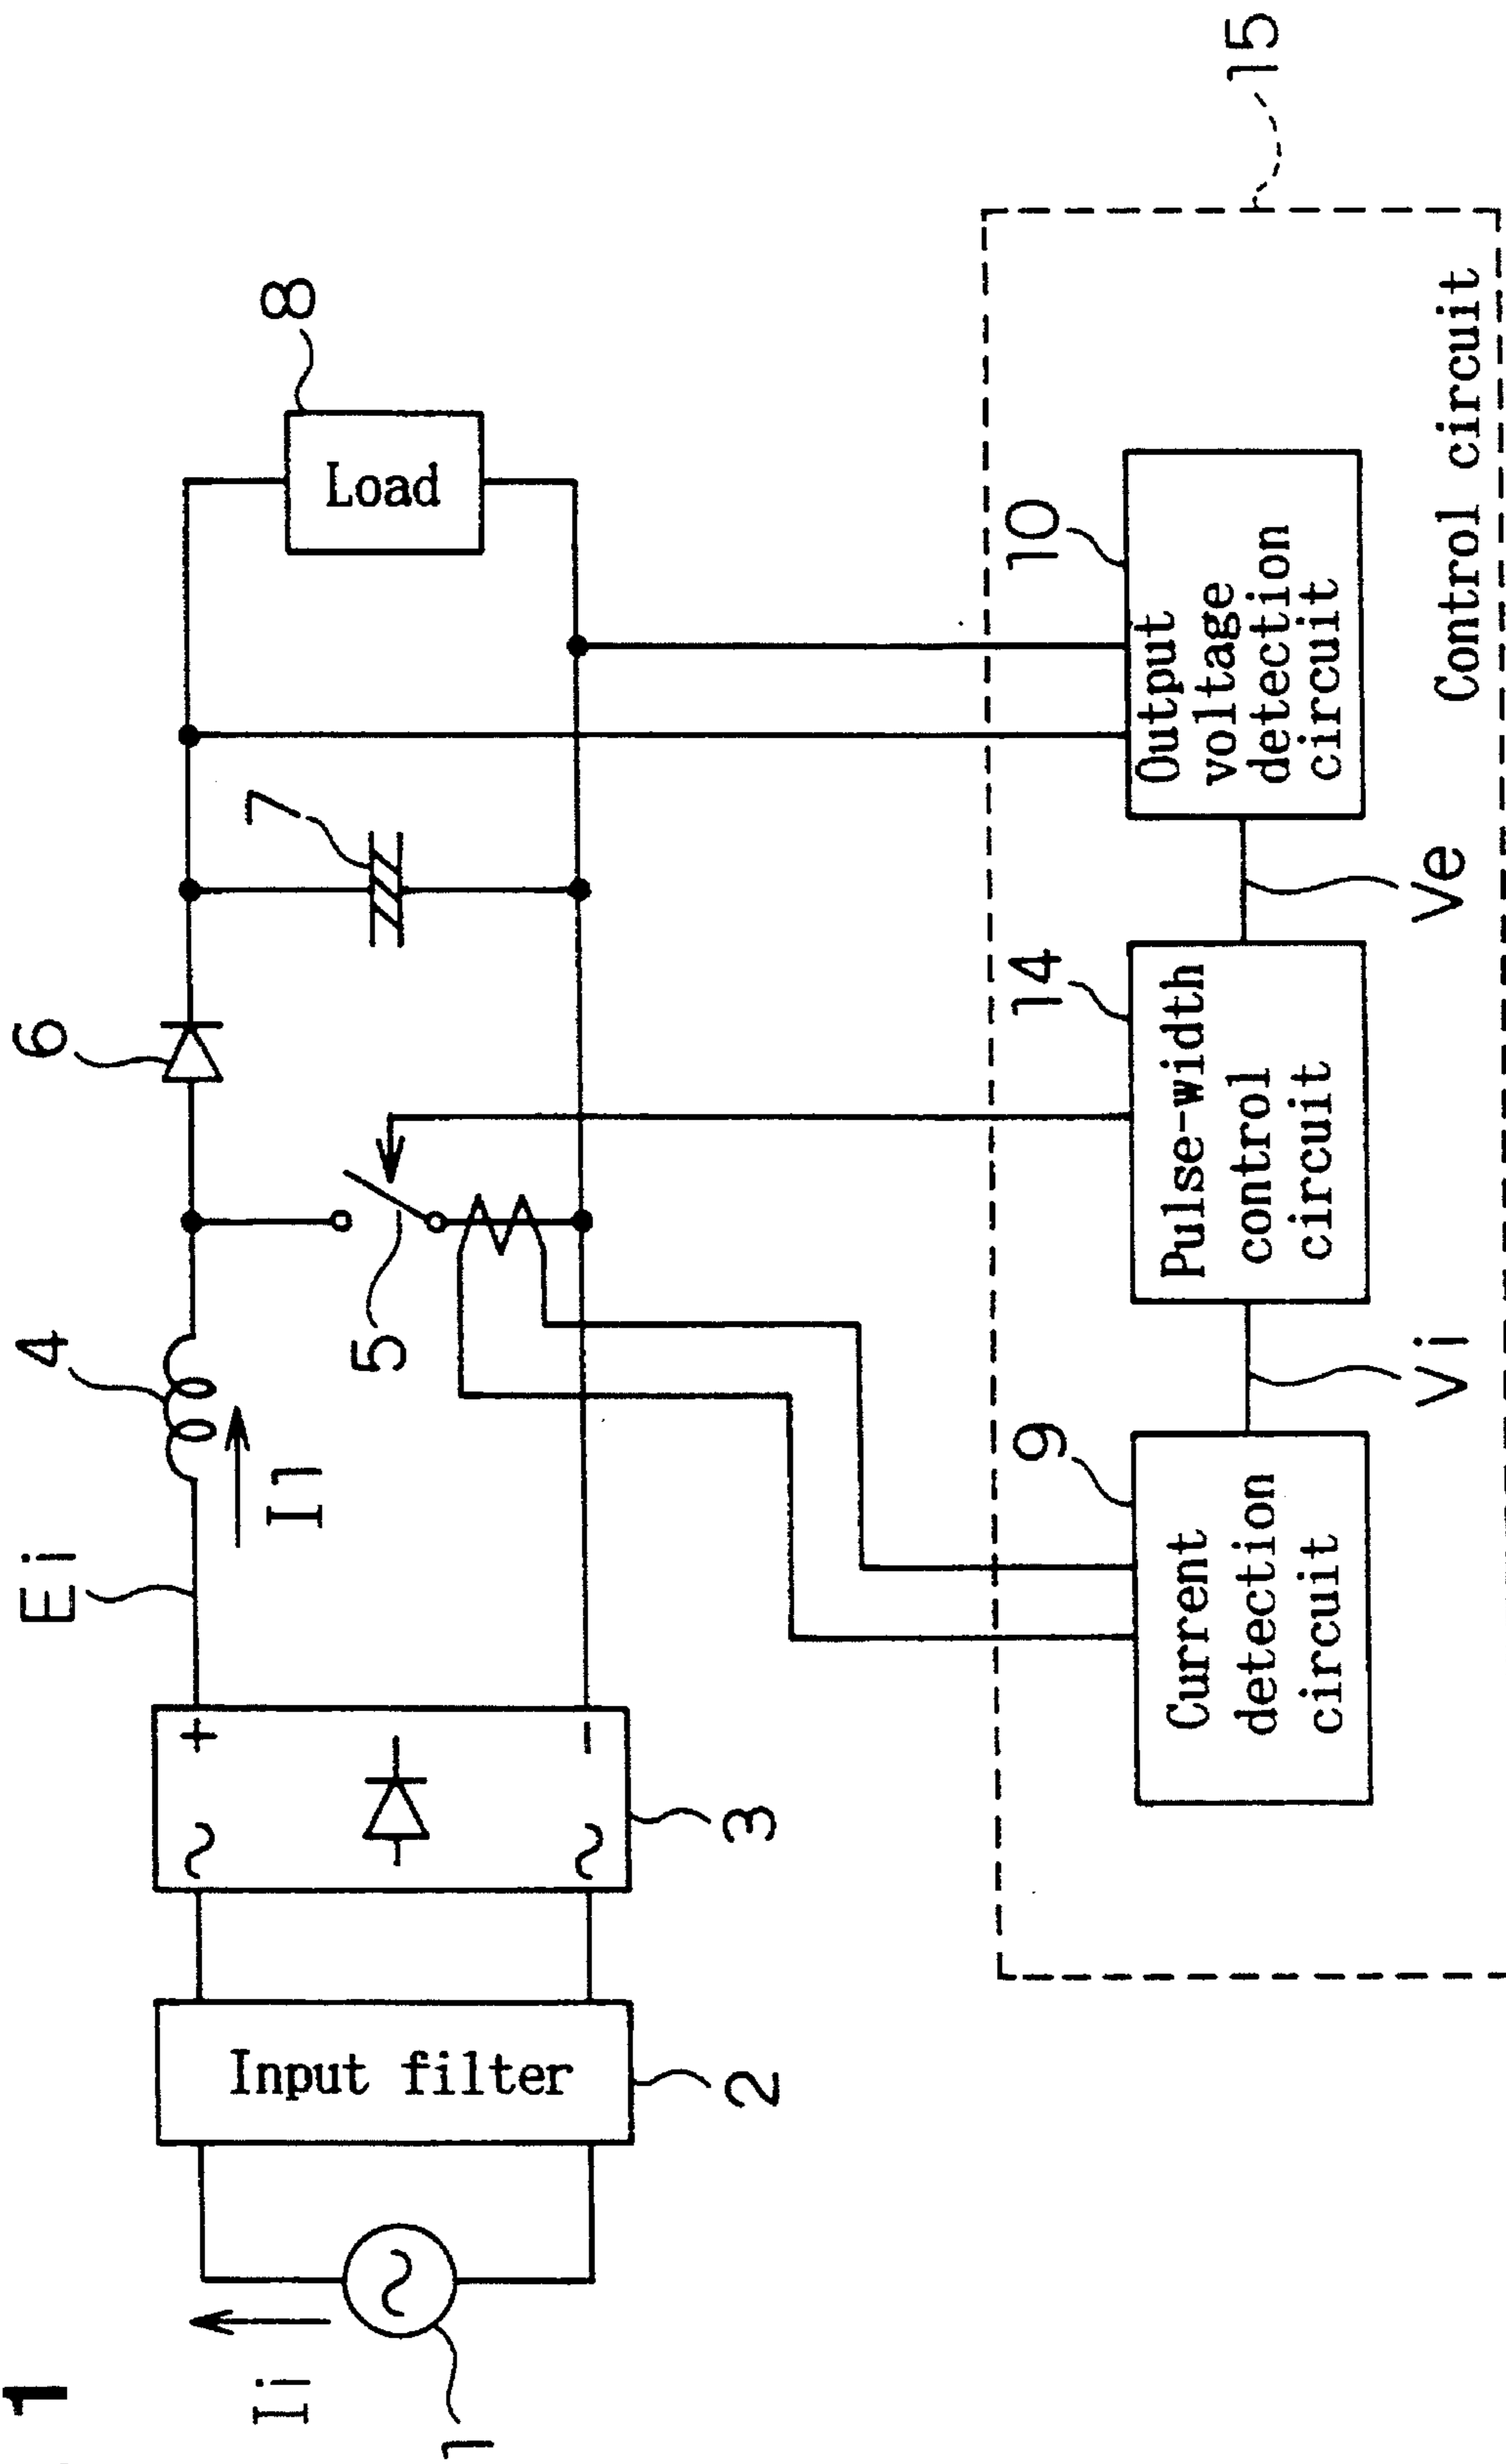 1
Ei
4
6
I1
7
8
Load
Ii
1
Input filter
2
+
−
~
~
3
5
9
14
10
15
Current
detection
circuit
Vi
Pulse-width
control
circuit
Ve
Output
voltage
detection
circuit
Control circuit